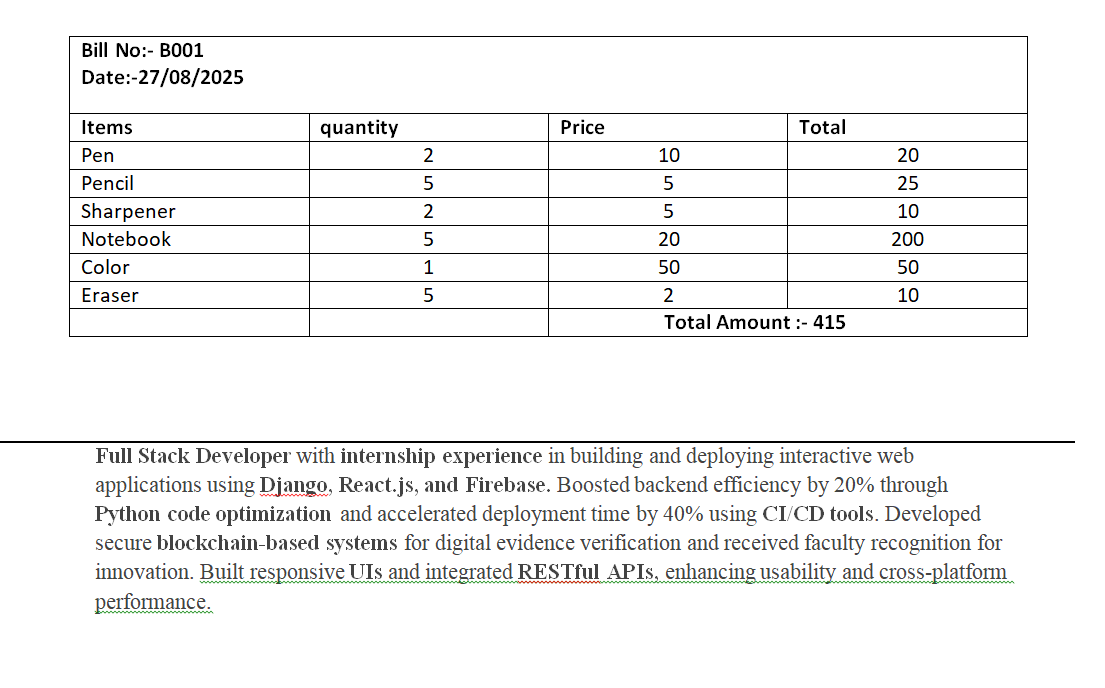 Bill No:- B001
Date:-27/08/2025
Items quantity Price Total
Pen 2 10 20
Pencil 5 5 25
Sharpener 2 5 10
Notebook 5 20 200
Color 1 50 50
Eraser 5 2 10
Total Amount :- 415
Full Stack Developer with internship experience in building and deploying interactive web
applications using Django, React.js, and Firebase. Boosted backend efficiency by 20% through
Python code optimization and accelerated deployment time by 40% using CI/CD tools. Developed
secure blockchain-based systems for digital evidence verification and received faculty recognition for
innovation. Built responsive UIs and integrated RESTful APIs, enhancing usability and cross-platform
performance.